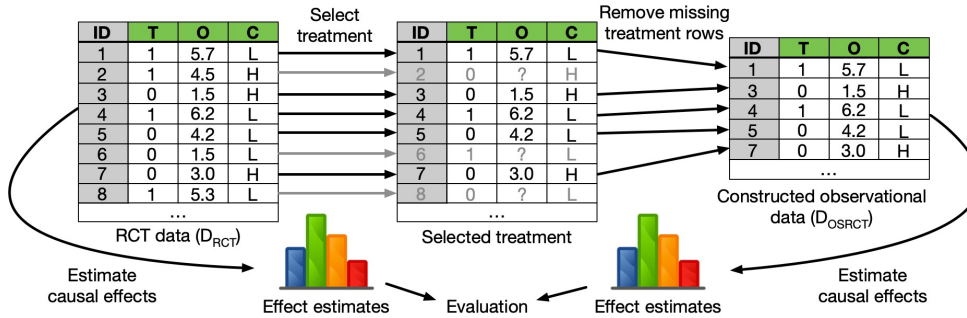 Select
treatment
Remove missing
treatment rows
ID T O C
1 1 5.7 L
2 1 4.5 H
3 0 1.5 H
4 1 6.2 L
5 0 4.2 L
6 0 1.5 L
7 0 3.0 H
8 1 5.3 L
...
RCT data (DRCT)
ID T O C
1 1 5.7 L
2 0 ? H
3 0 1.5 H
4 1 6.2 L
5 0 4.2 L
6 1 ? L
7 0 3.0 H
8 0 ? L
...
Selected treatment
ID T O C
1 1 5.7 L
3 0 1.5 H
4 1 6.2 L
5 0 4.2 L
7 0 3.0 H
...
Constructed observational
data (DOSRCT)
Estimate
causal effects
Effect estimates
Evaluation
Effect estimates
Estimate
causal effects